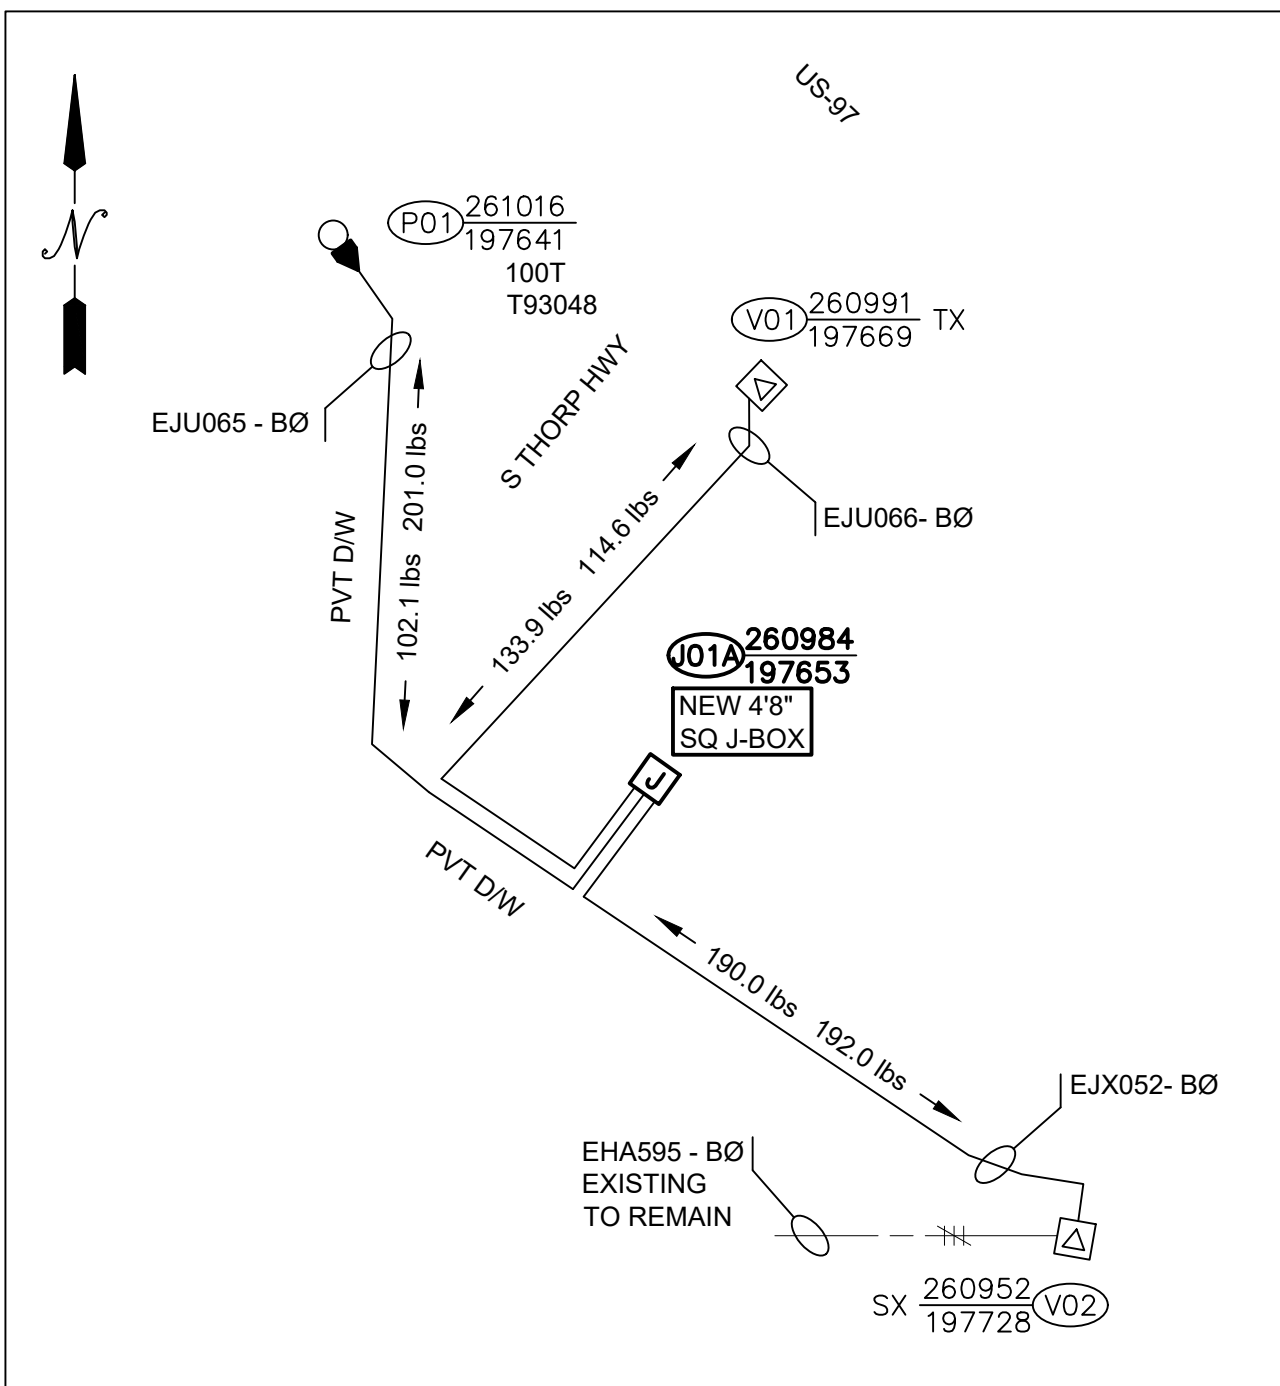 US-97
N
P01 261016
197641
100T
T93048
V01 260991 TX
197669
S THORP HWY
EJU065 - BØ
PVT D/W
102.1 lbs 201.0 lbs
133.9 lbs 114.6 lbs
EJU066- BØ
J01A 260984
197653
NEW 4'8"
SQ J-BOX
J
PVT D/W
190.0 lbs 192.0 lbs
EJX052- BØ
EHA595 - BØ
EXISTING
TO REMAIN
SX 260952 V02
197728